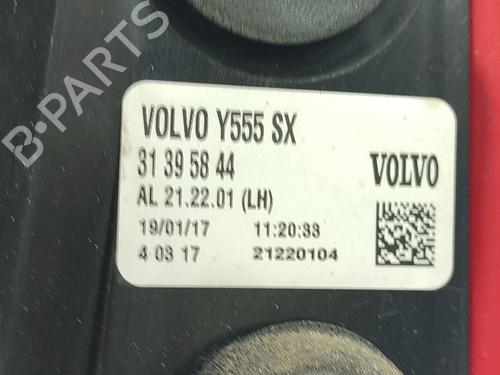 B-PARTS
VOLVO Y555 SX
31 39 58 44
AL 21.22.01 (LH)
VOLVO
19/01/17 11:20:33
4 03 17 21220104